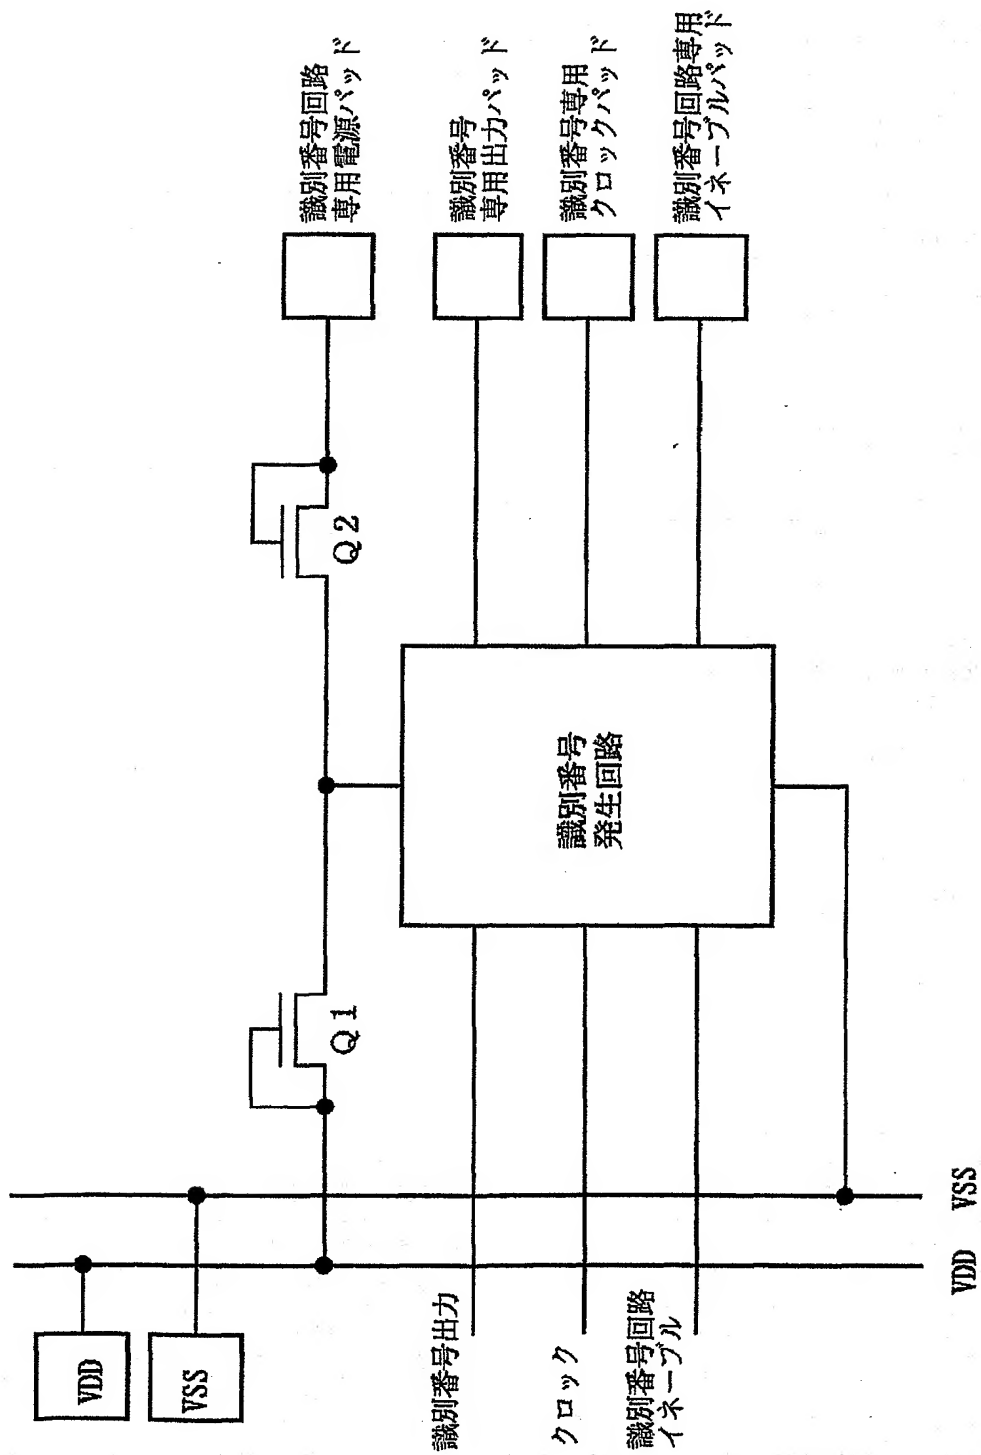 VDD
VSS
識別番号出力
クロック
識別番号回路
イネーブル
VDD
VSS
Q1
Q2
識別番号
発生回路
識別番号回路
専用電源パッド
識別番号
専用出力パッド
識別番号専用
クロックパッド
識別番号回路専用
イネーブルパッド